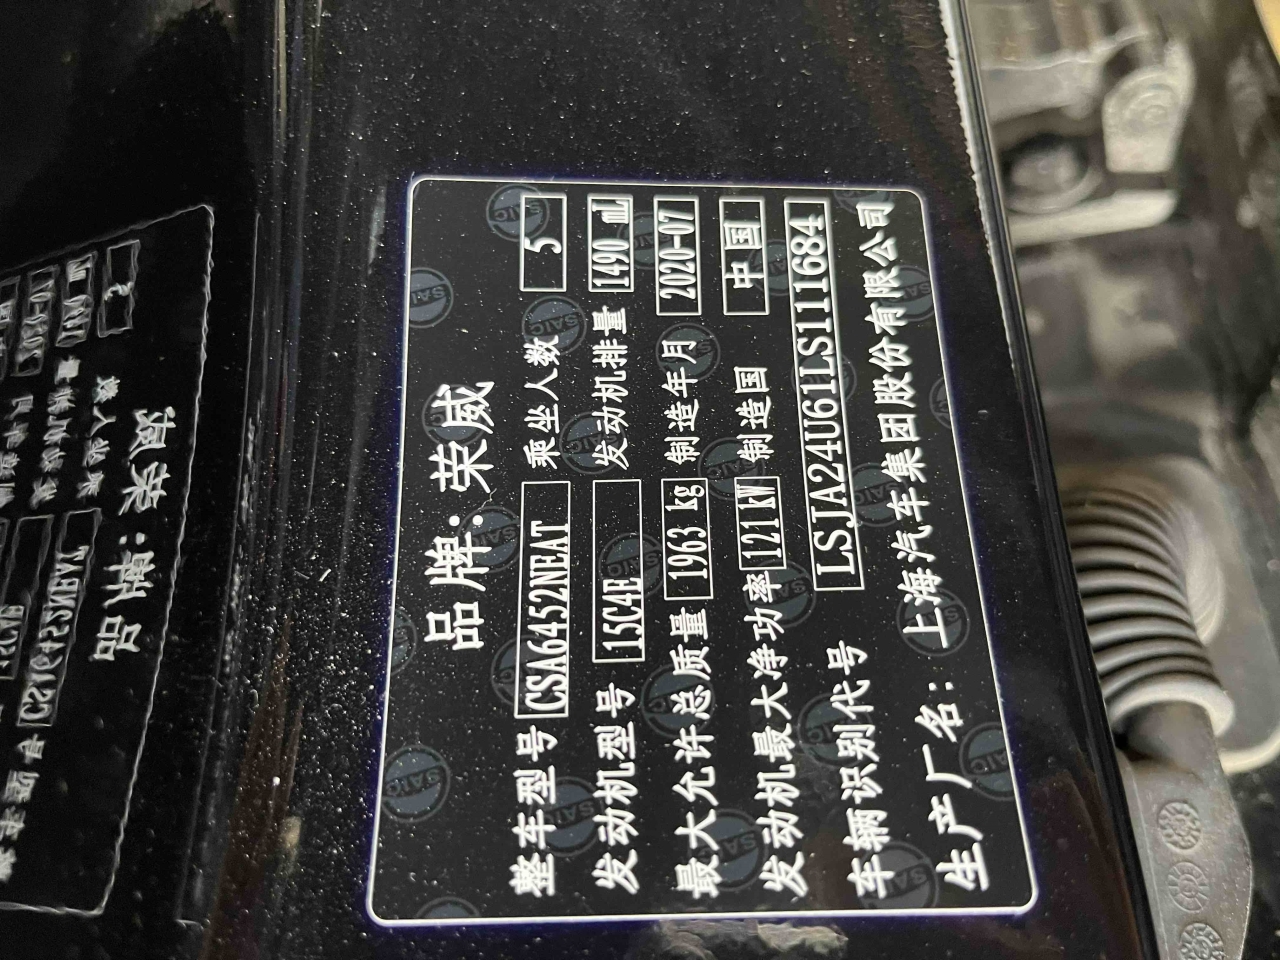 品牌:荣威
整车型号 CSA6452NEAT 乘坐人数 5
发动机型号 15C4E 发动机排量 1490 mL
最大允许总质量 1963 kg 制造年月 2020-07
发动机最大净功率 121 kW 制造国 中国
车辆识别代号 LSJA24U61LS111684
生产厂名: 上海汽车集团股份有限公司